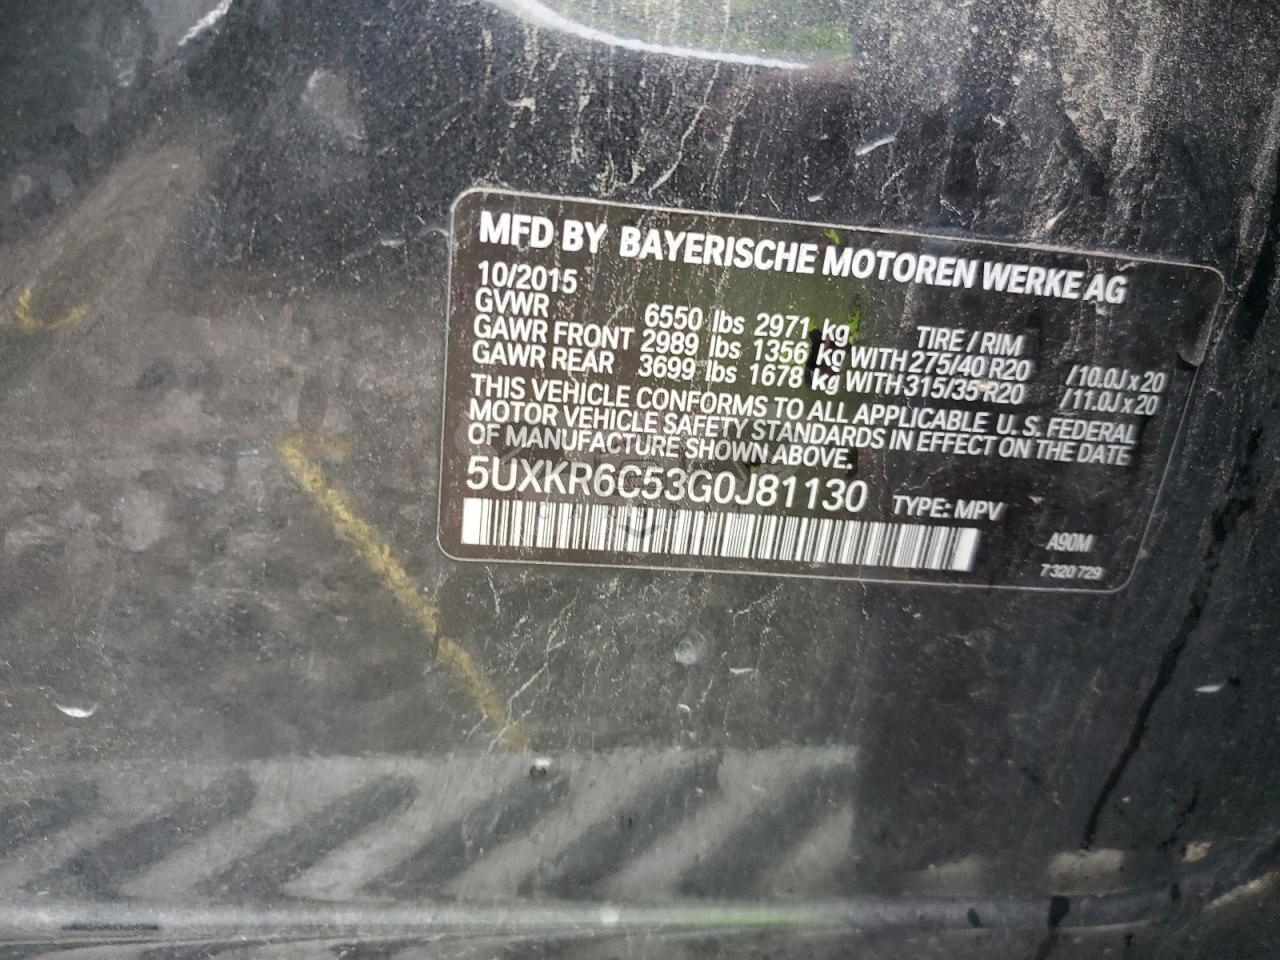 MFD BY BAYERISCHE MOTOREN WERKE AG
10/2015
GVWR 6550 lbs 2971 kg TIRE / RIM
GAWR FRONT 2989 lbs 1356 kg WITH 275/40 R20 /10.0J x 20
GAWR REAR 3699 lbs 1678 kg WITH 315/35 R20 /11.0J x 20
THIS VEHICLE CONFORMS TO ALL APPLICABLE U.S. FEDERAL
MOTOR VEHICLE SAFETY STANDARDS IN EFFECT ON THE DATE
OF MANUFACTURE SHOWN ABOVE.
5UXKR6C53G0J81130 TYPE: MPV
A90M
7 320 729